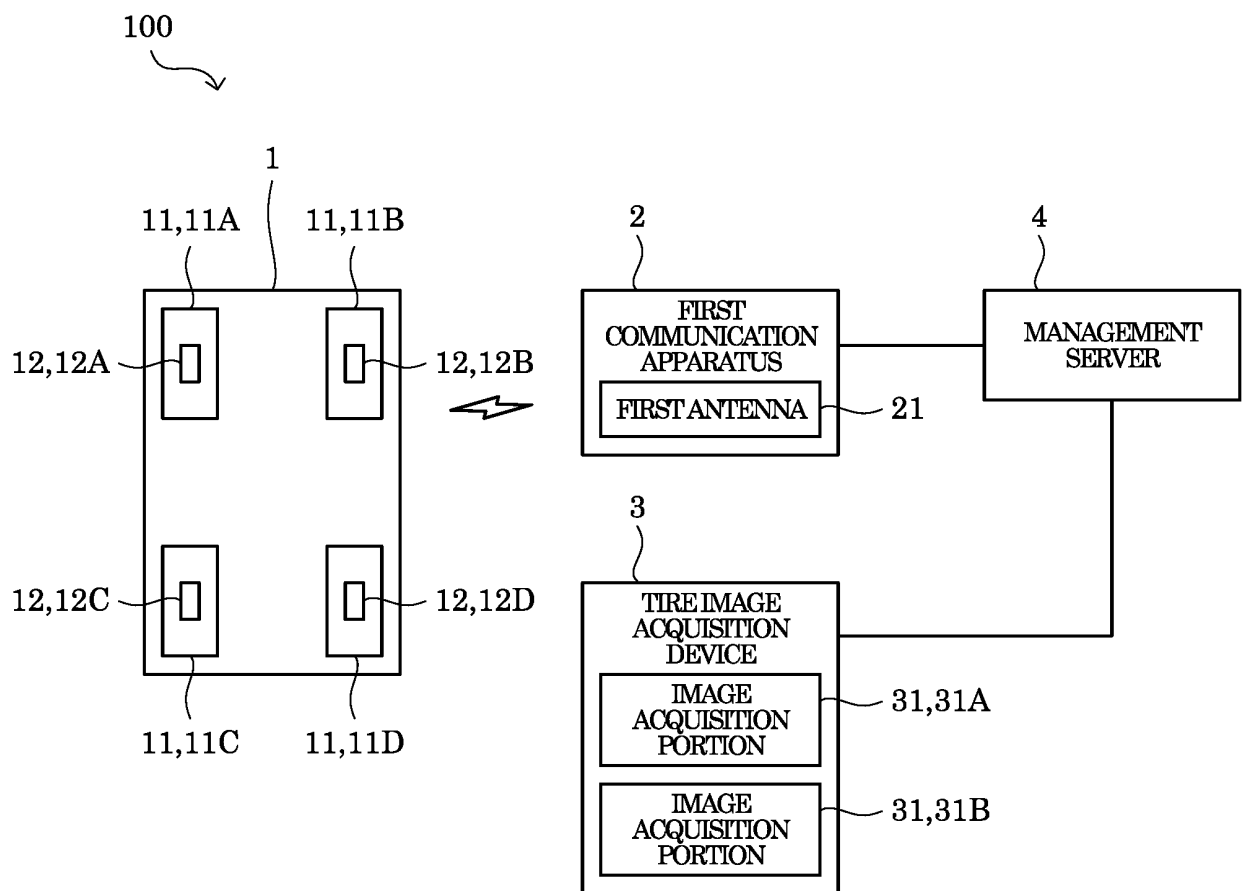 100
1
11,11A
11,11B
12,12A
12,12B
12,12C
12,12D
11,11C
11,11D
2
FIRST
COMMUNICATION
APPARATUS
FIRST ANTENNA
21
4
MANAGEMENT
SERVER
3
TIRE IMAGE
ACQUISITION
DEVICE
IMAGE
ACQUISITION
PORTION
31,31A
IMAGE
ACQUISITION
PORTION
31,31B